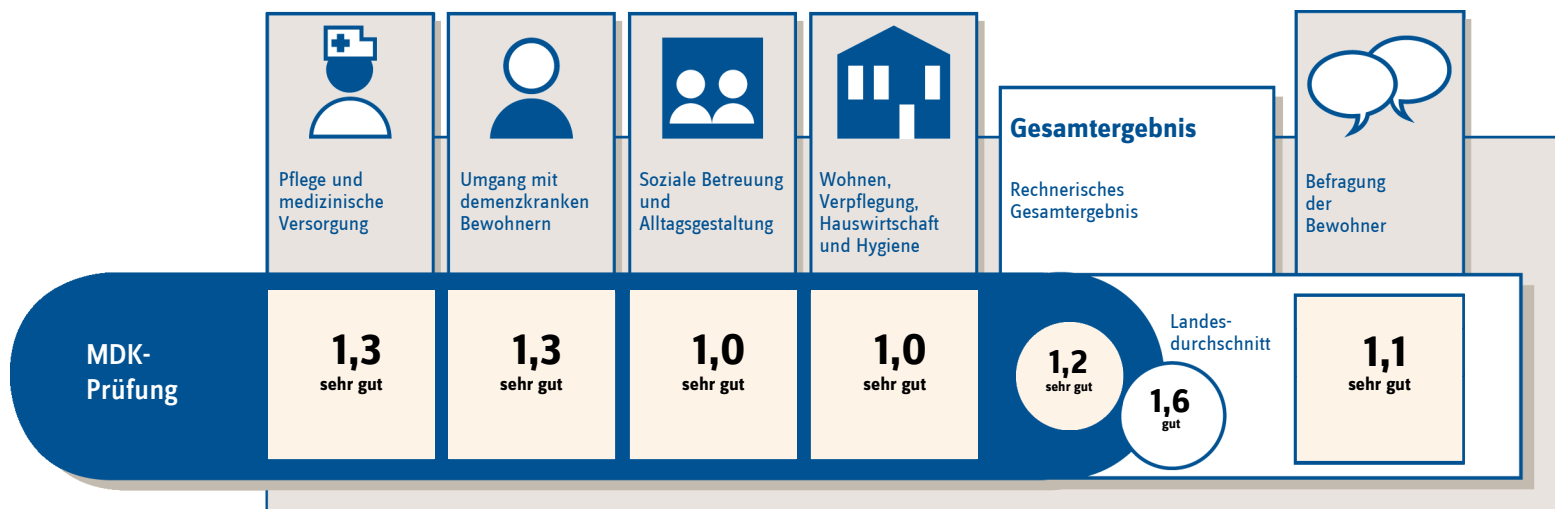 Pflege und
medizinische
Versorgung
Umgang mit
demenzkranken
Bewohnern
Soziale Betreuung
und
Alltagsgestaltung
Wohnen,
Verpflegung,
Hauswirtschaft
und Hygiene
Gesamtergebnis
Rechnerisches
Gesamtergebnis
Befragung
der
Bewohner
MDK-
Prüfung
1,3
sehr gut
1,3
sehr gut
1,0
sehr gut
1,0
sehr gut
1,2
sehr gut
Landes-
durchschnitt
1,6
gut
1,1
sehr gut